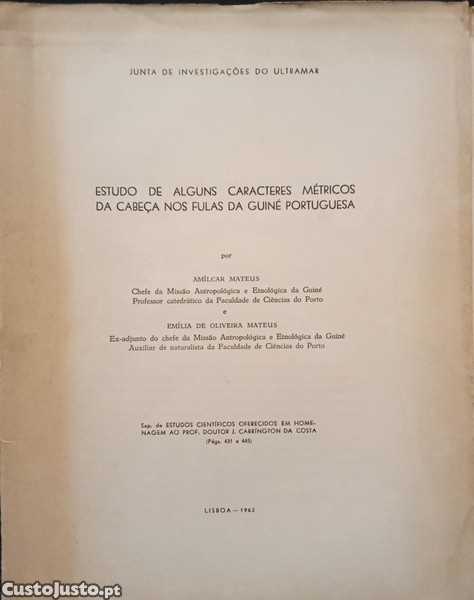 JUNTA DE INVESTIGAÇÕES DO ULTRAMAR
ESTUDO DE ALGUNS CARACTERES MÉTRICOS
DA CABEÇA NOS FULAS DA GUINÉ PORTUGUESA
por
AMÍLCAR MATEUS
Chefe da Missão Antropológica e Etnológica da Guiné
Professor catedrático da Faculdade de Ciências do Porto
e
EMÍLIA DE OLIVEIRA MATEUS
Ex-adjunto do chefe da Missão Antropológica e Etnológica da Guiné
Auxiliar de naturalista da Faculdade de Ciências do Porto
Sep. de ESTUDOS CIENTÍFICOS OFERECIDOS EM HOME-
NAGEM AO PROF. DOUTOR J. CARRÍNGTON DA COSTA
(Págs. 431 a 445)
LISBOA — 1962
CustoJusto.pt